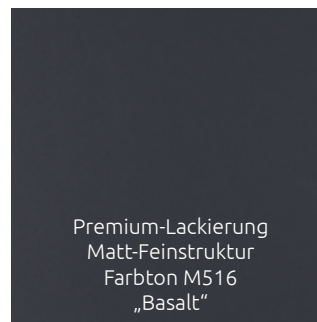 Premium-Lackierung
Matt-Feinstruktur
Farbton M516
„Basalt“